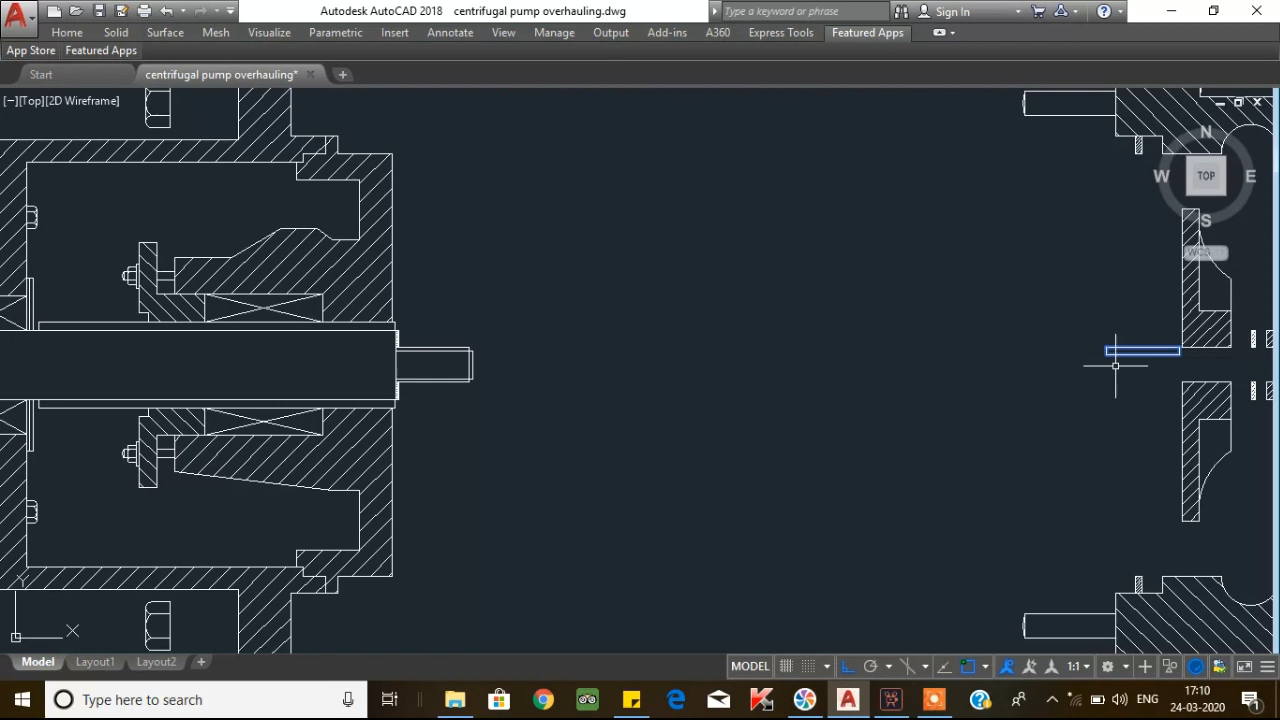 Autodesk AutoCAD 2018 centrifugal pump overhauling.dwg
Type a keyword or phrase
Sign In
Home Solid Surface Mesh Visualize Parametric Insert Annotate View Manage Output Add-ins A360 Express Tools Featured Apps
App Store Featured Apps
Start centrifugal pump overhauling*
[−][Top][2D Wireframe]
N
W TOP E
S
WCS
Y
X
Model Layout1 Layout2
MODEL 1:1
Type here to search
ENG
17:10
24-03-2020